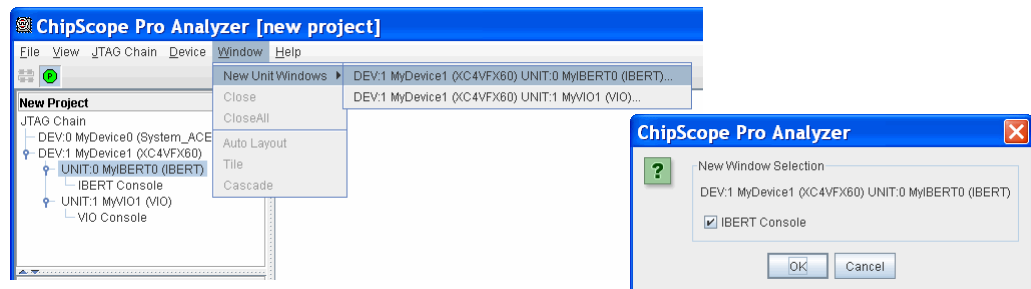 ChipScope Pro Analyzer [new project]
File View JTAG Chain Device Window Help
New Unit Windows
DEV:1 MyDevice1 (XC4VFX60) UNIT:0 MyIBERT0 (IBERT)...
DEV:1 MyDevice1 (XC4VFX60) UNIT:1 MyVIO1 (VIO)...
Close
CloseAll
Auto Layout
Tile
Cascade
New Project
JTAG Chain
DEV:0 MyDevice0 (System_ACE
DEV:1 MyDevice1 (XC4VFX60)
UNIT:0 MyIBERT0 (IBERT)
IBERT Console
UNIT:1 MyVIO1 (VIO)
VIO Console
ChipScope Pro Analyzer
New Window Selection
DEV:1 MyDevice1 (XC4VFX60) UNIT:0 MyIBERT0 (IBERT)
IBERT Console
OK Cancel